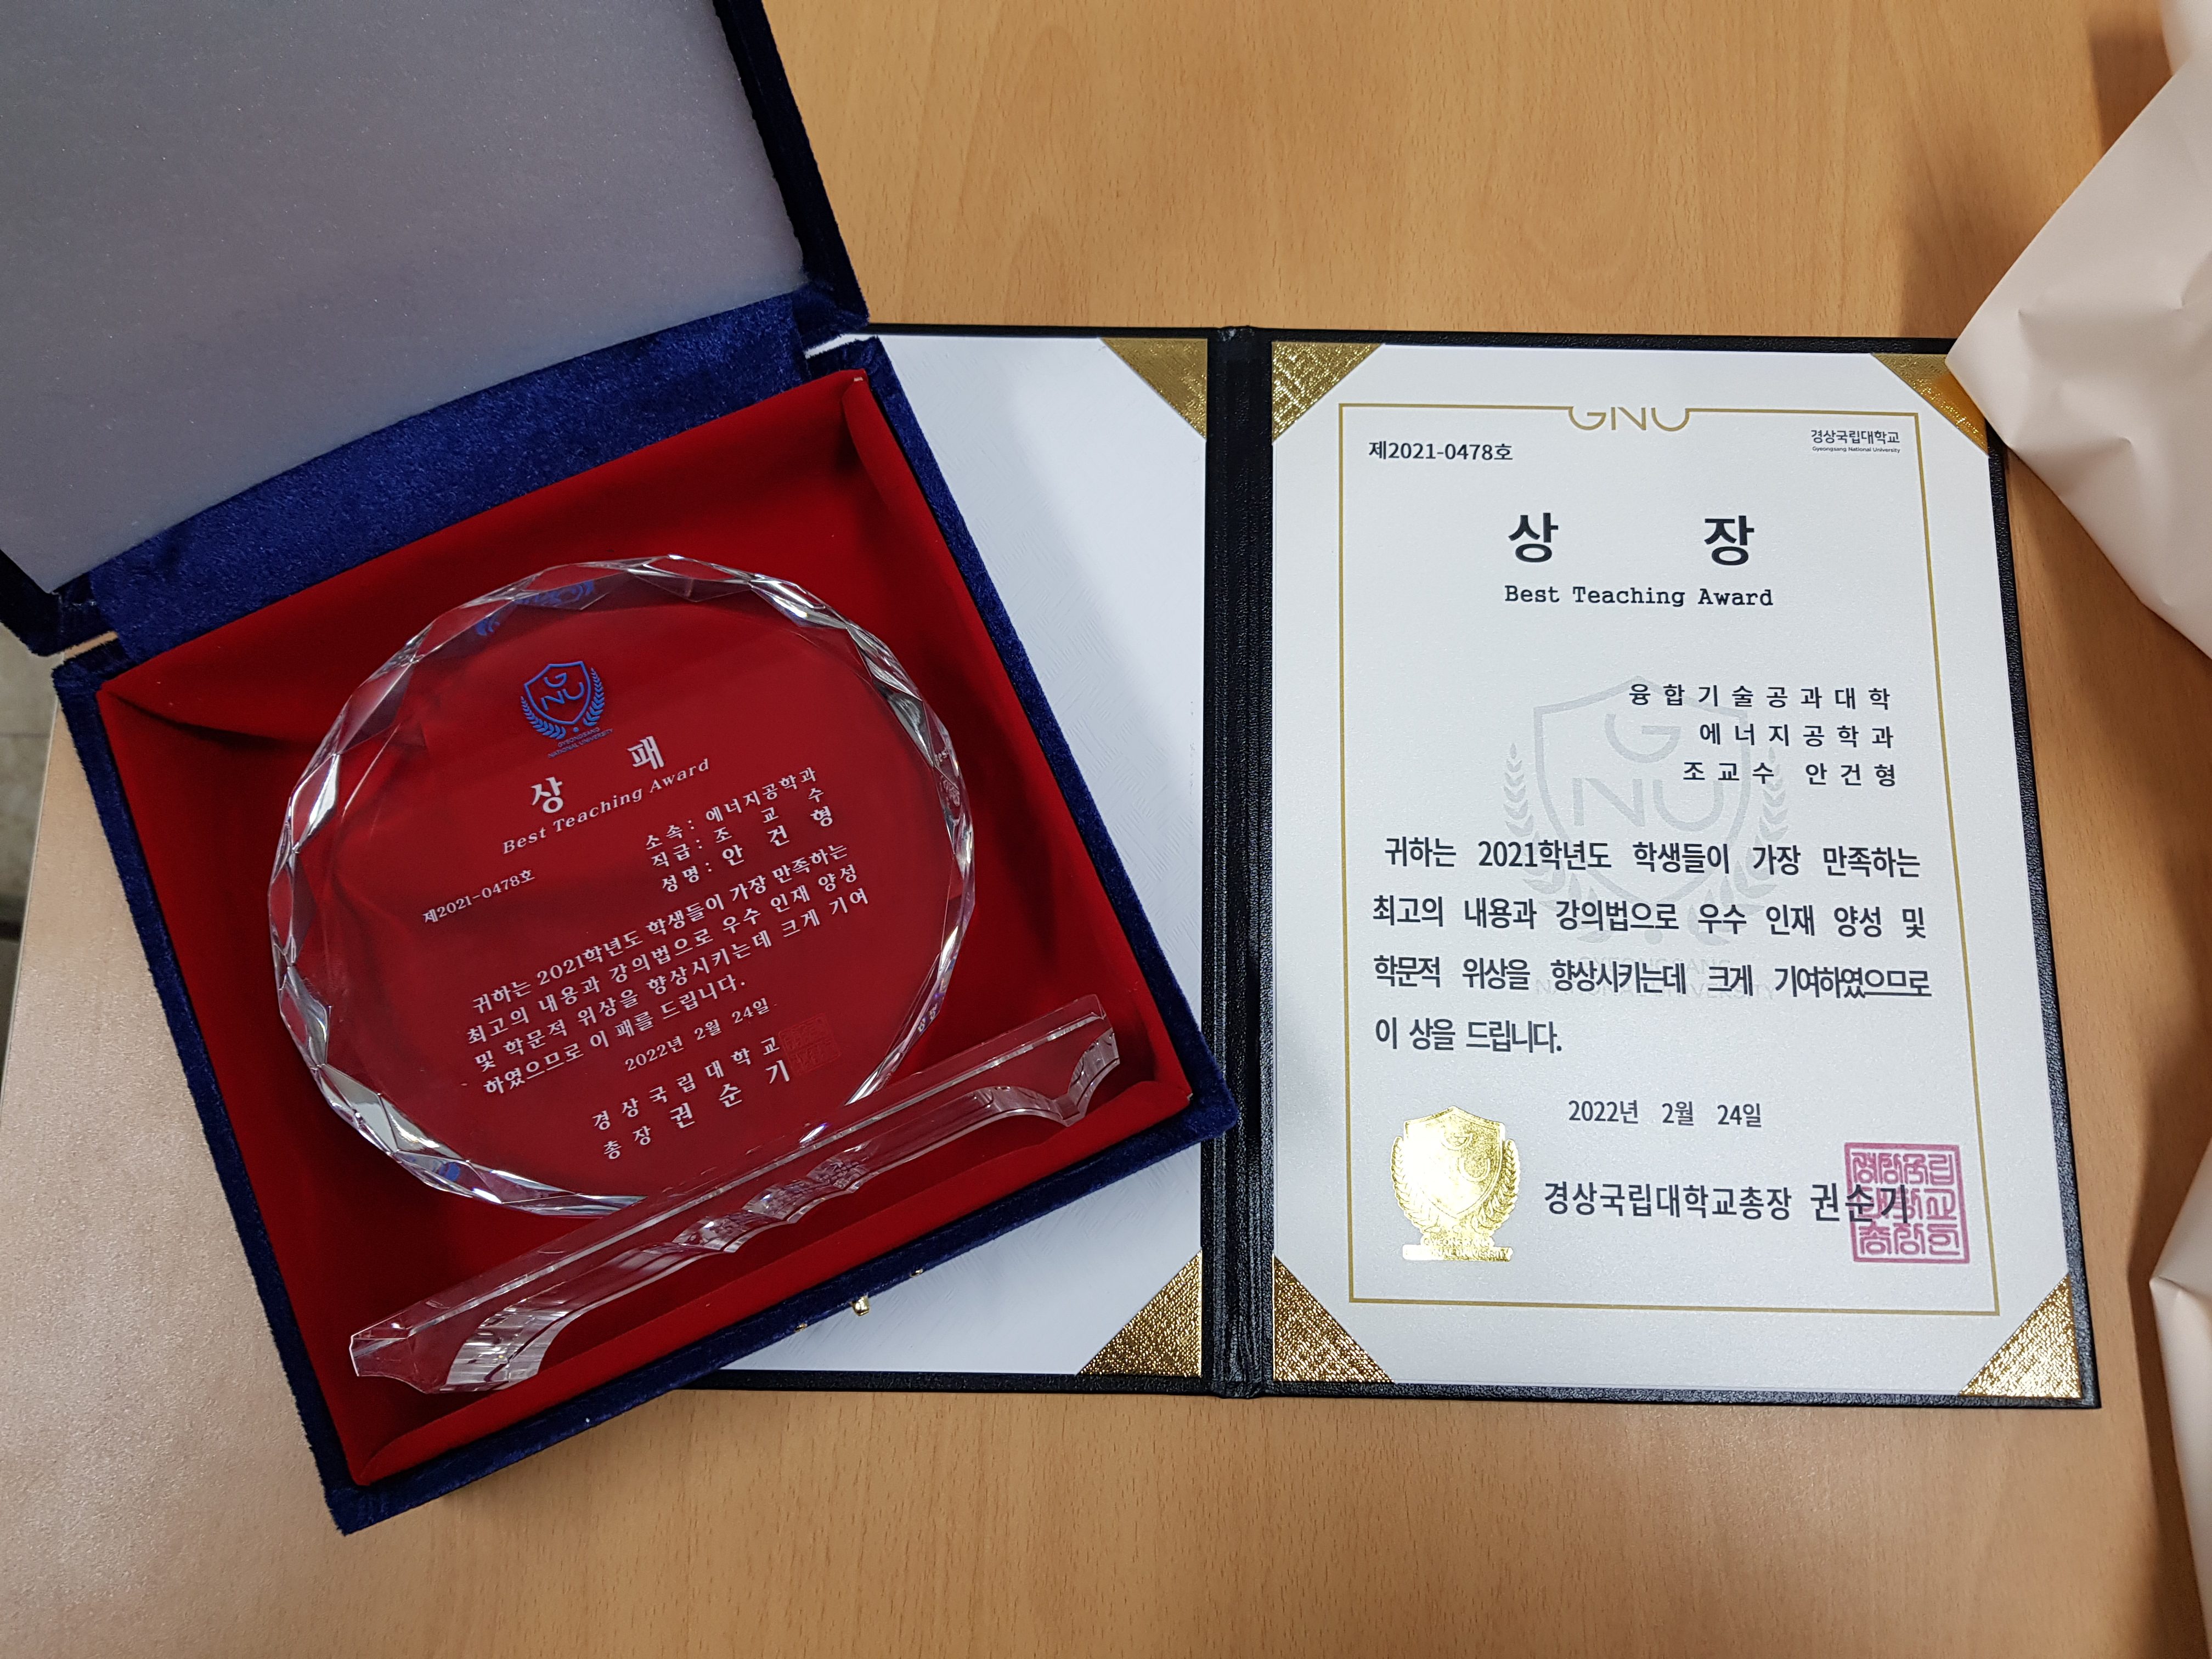 GNU
GYEONGSANG
NATIONAL UNIVERSITY
상 패
Best Teaching Award
소속 : 에너지공학과
직급 : 조 교 수
성명 : 안 건 형
제2021-0478호
귀하는 2021학년도 학생들이 가장 만족하는
최고의 내용과 강의법으로 우수 인재 양성
및 학문적 위상을 향상시키는데 크게 기여
하였으므로 이 패를 드립니다.
2022년 2월 24일
경 상 국 립 대 학 교
총 장 권 순 기
GNU
제2021-0478호
경상국립대학교
Gyeongsang National University
상 장
Best Teaching Award
융합기술공과대학
에너지공학과
조교수 안건형
귀하는 2021학년도 학생들이 가장 만족하는
최고의 내용과 강의법으로 우수 인재 양성 및
학문적 위상을 향상시키는데 크게 기여하였으므로
이 상을 드립니다.
GNU
GYEONGSANG
NATIONAL UNIVERSITY
2022년 2월 24일
경상국립대학교총장 권순기